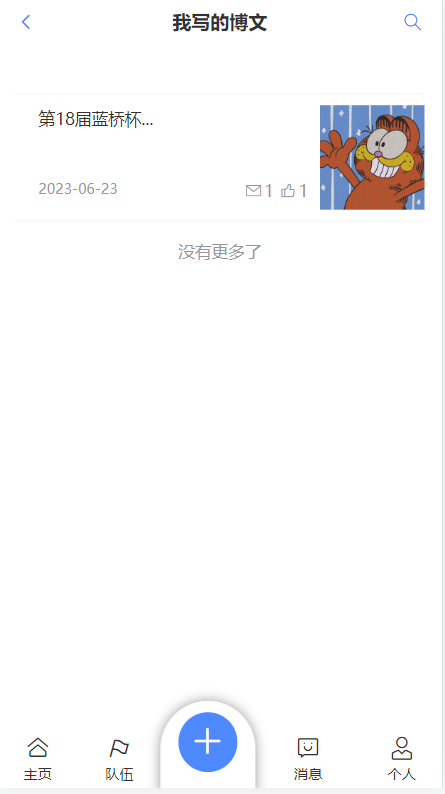 我写的博文
第18届蓝桥杯...
2023-06-23 1 1
没有更多了
主页 队伍 消息 个人